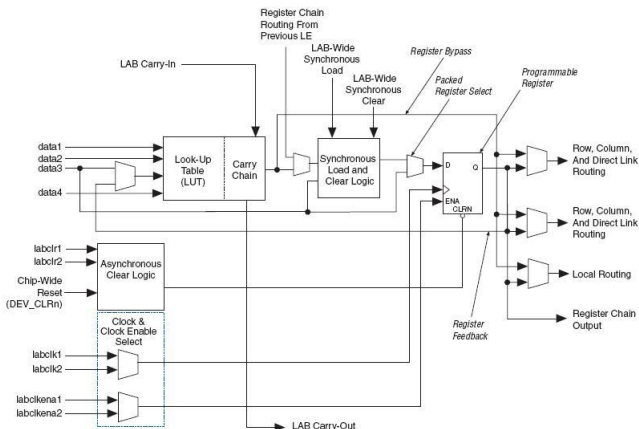 Register Chain
Routing From
Previous LE
LAB-Wide
Synchronous
Load
Register Bypass
Programmable
Register
LAB Carry-In
LAB-Wide
Synchronous
Clear
Packed
Register Select
data1
data2
data3
data4
Look-Up
Table
(LUT)
Carry
Chain
Synchronous
Load and
Clear Logic
D
Q
ENA
CLRN
Row, Column,
And Direct Link
Routing
Row, Column,
And Direct Link
Routing
Local Routing
Register Chain
Output
Register
Feedback
labclr1
labclr2
Chip-Wide
Reset
(DEV_CLRn)
Asynchronous
Clear Logic
Clock &
Clock Enable
Select
labclk1
labclk2
labclkena1
labclkena2
LAB Carry-Out